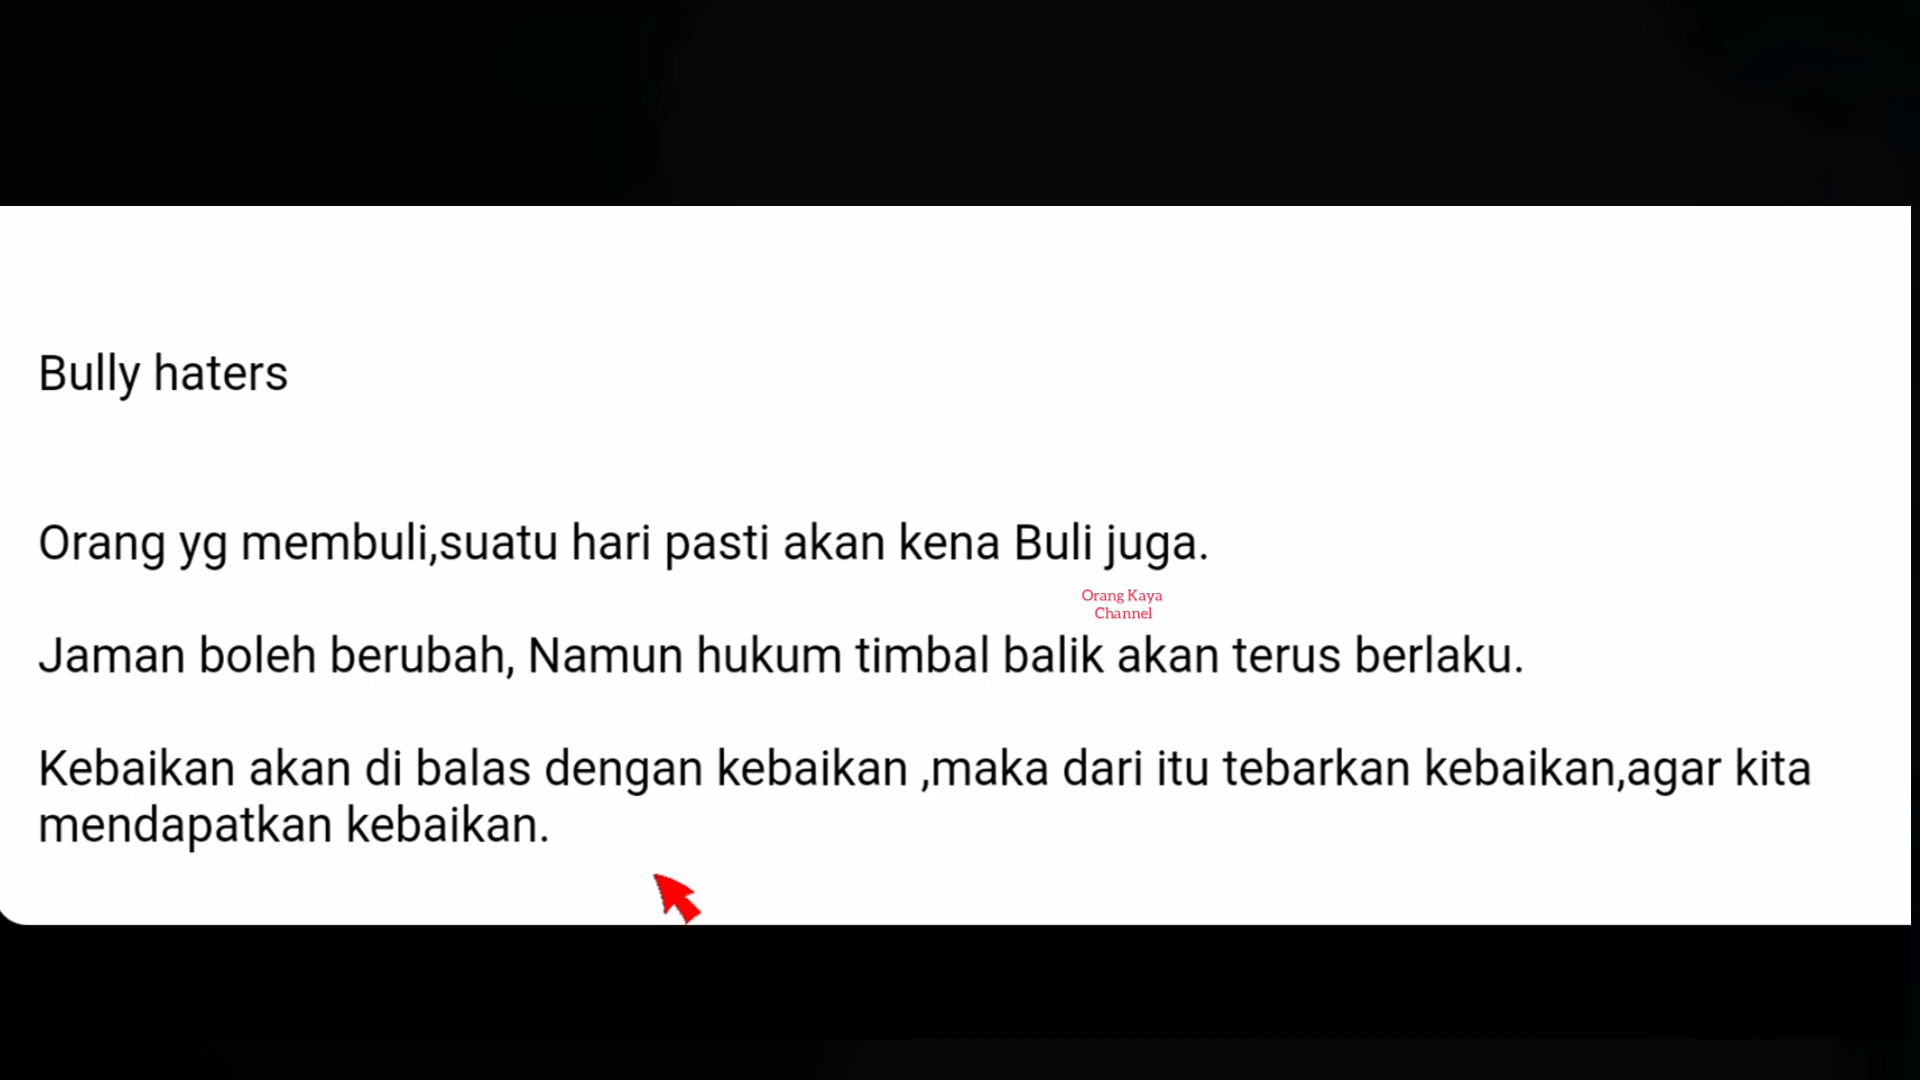 Bully haters
Orang yg membuli,suatu hari pasti akan kena Buli juga.
Orang Kaya
Channel
Jaman boleh berubah, Namun hukum timbal balik akan terus berlaku.
Kebaikan akan di balas dengan kebaikan ,maka dari itu tebarkan kebaikan,agar kita
mendapatkan kebaikan.